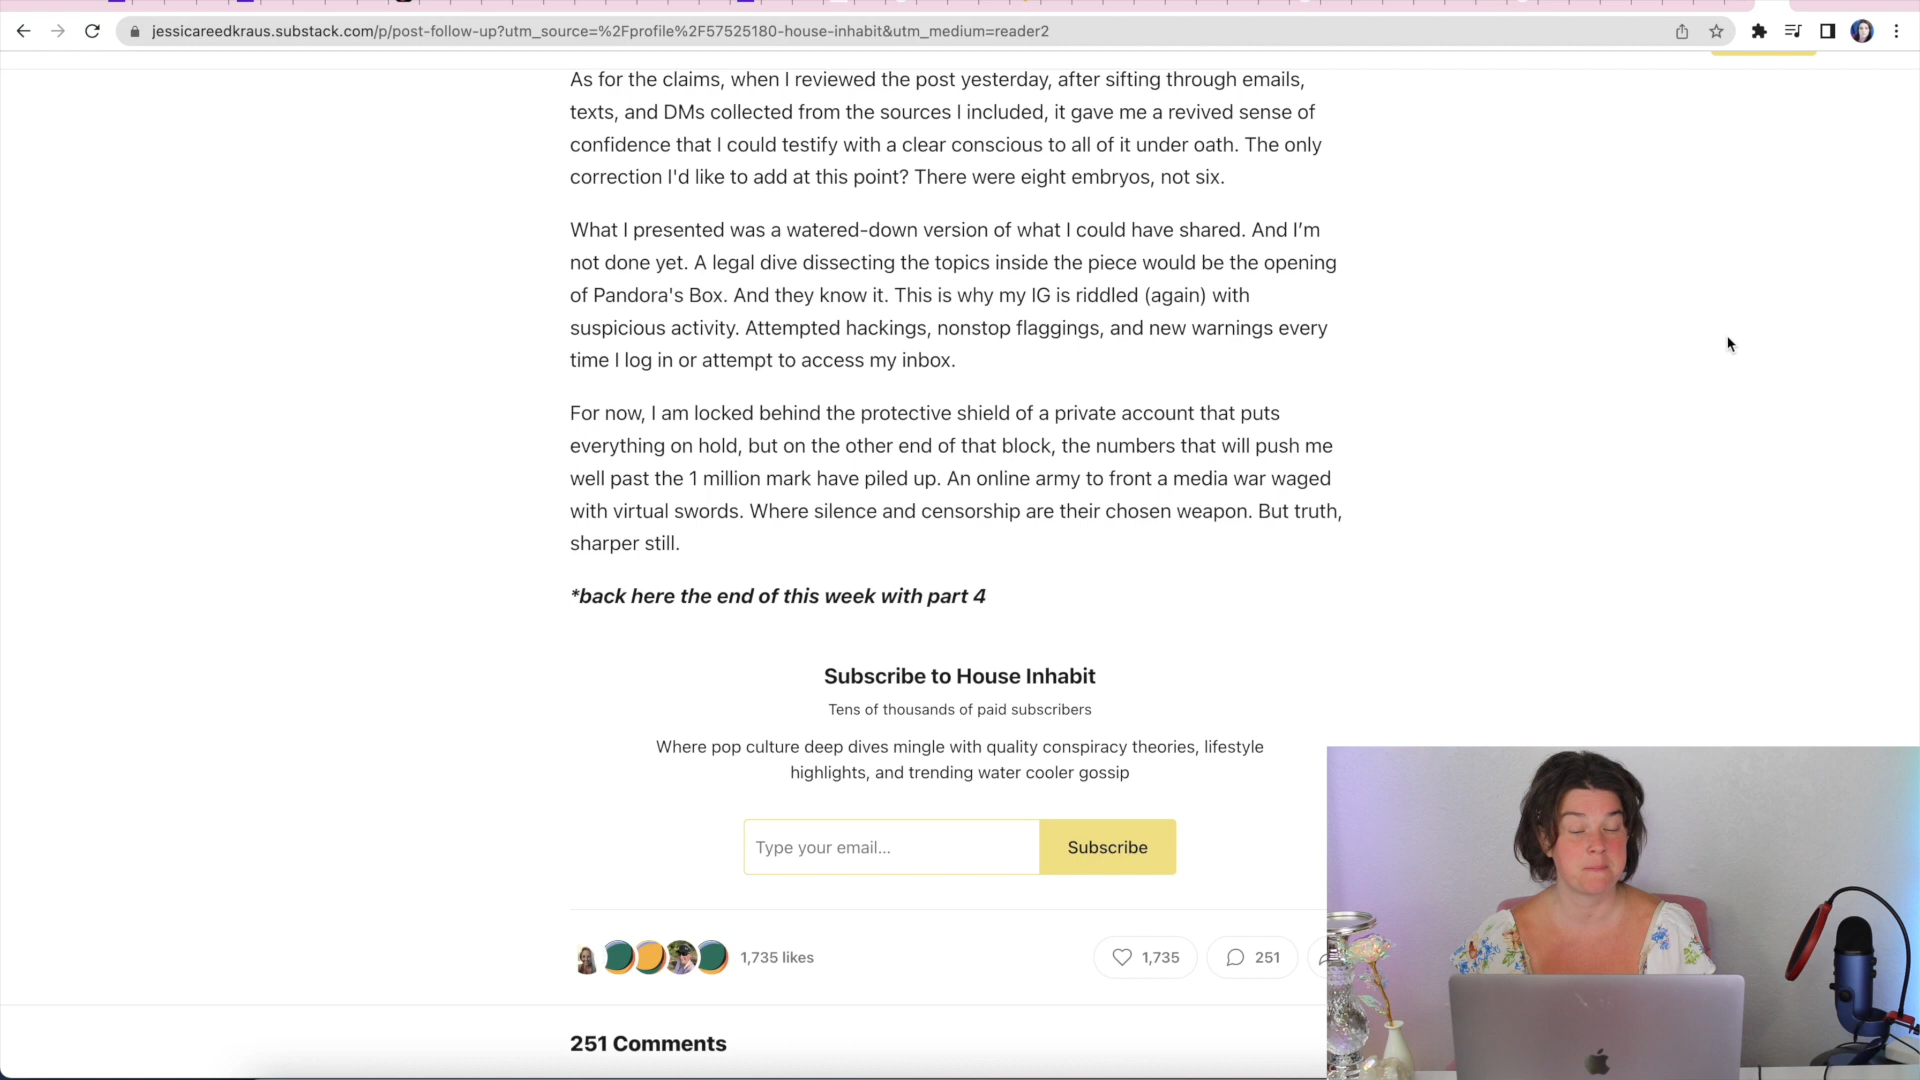 jessicareedkraus.substack.com/p/post-follow-up?utm_source=%2Fprofile%2F57525180-house-inhabit&utm_medium=reader2
As for the claims, when I reviewed the post yesterday, after sifting through emails,
texts, and DMs collected from the sources I included, it gave me a revived sense of
confidence that I could testify with a clear conscious to all of it under oath. The only
correction I'd like to add at this point? There were eight embryos, not six.
What I presented was a watered-down version of what I could have shared. And I’m
not done yet. A legal dive dissecting the topics inside the piece would be the opening
of Pandora's Box. And they know it. This is why my IG is riddled (again) with
suspicious activity. Attempted hackings, nonstop flaggings, and new warnings every
time I log in or attempt to access my inbox.
For now, I am locked behind the protective shield of a private account that puts
everything on hold, but on the other end of that block, the numbers that will push me
well past the 1 million mark have piled up. An online army to front a media war waged
with virtual swords. Where silence and censorship are their chosen weapon. But truth,
sharper still.
*back here the end of this week with part 4
Subscribe to House Inhabit
Tens of thousands of paid subscribers
Where pop culture deep dives mingle with quality conspiracy theories, lifestyle
highlights, and trending water cooler gossip
Type your email...
Subscribe
1,735 likes
1,735
251
251 Comments